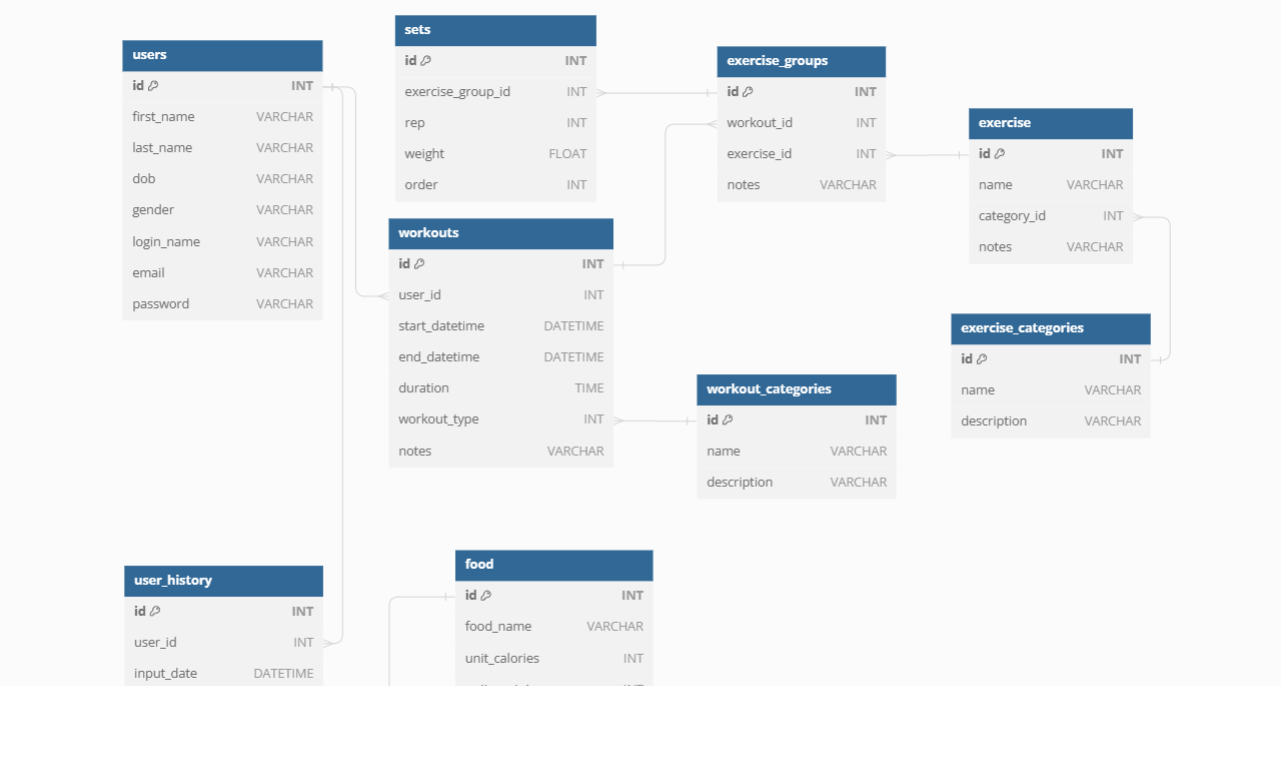 users
id INT
first_name VARCHAR
last_name VARCHAR
dob VARCHAR
gender VARCHAR
login_name VARCHAR
email VARCHAR
password VARCHAR
sets
id INT
exercise_group_id INT
rep INT
weight FLOAT
order INT
exercise_groups
id INT
workout_id INT
exercise_id INT
notes VARCHAR
exercise
id INT
name VARCHAR
category_id INT
notes VARCHAR
workouts
id INT
user_id INT
start_datetime DATETIME
end_datetime DATETIME
duration TIME
workout_type INT
notes VARCHAR
exercise_categories
id INT
name VARCHAR
description VARCHAR
workout_categories
id INT
name VARCHAR
description VARCHAR
user_history
id INT
user_id INT
input_date DATETIME
food
id INT
food_name VARCHAR
unit_calories INT